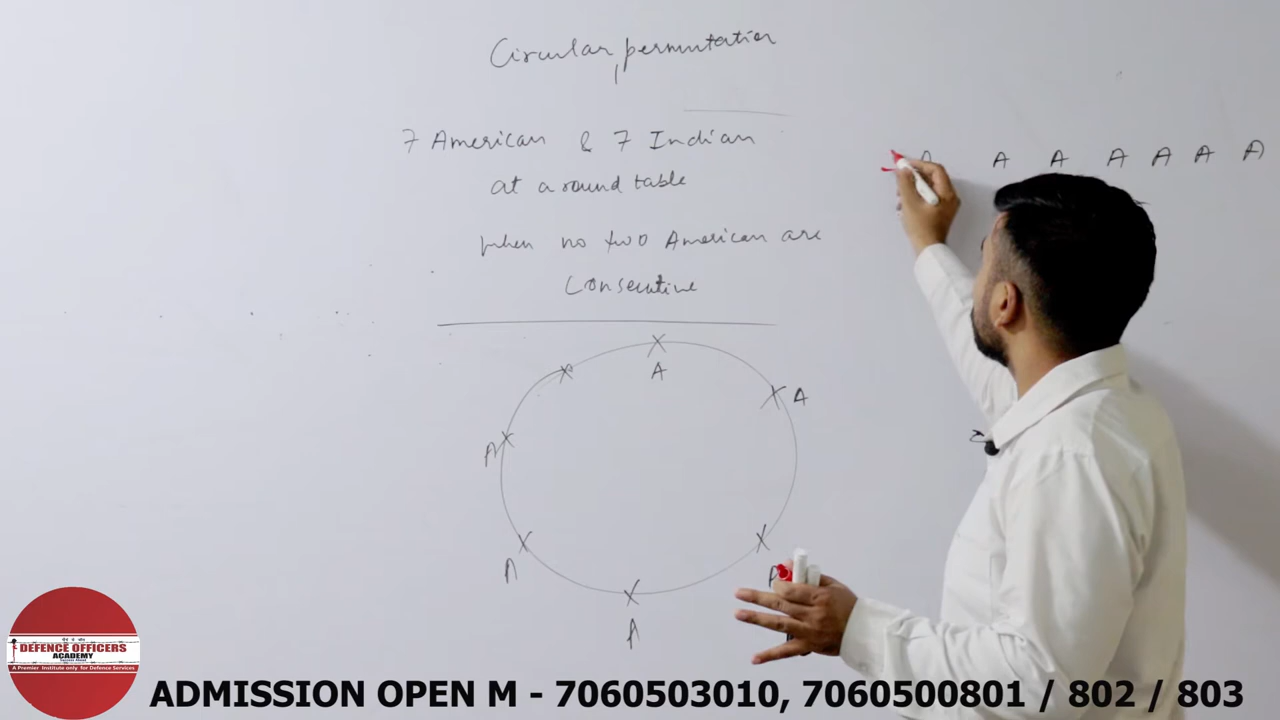 Circular permutation
7 American & 7 Indian
at a round table
when no two American are
Consecutive
A A A A A A A
A
A
A
A
A
DEFENCE OFFICERS
ACADEMY
A Premier Institute only for Defence Services
ADMISSION OPEN M - 7060503010, 7060500801 / 802 / 803